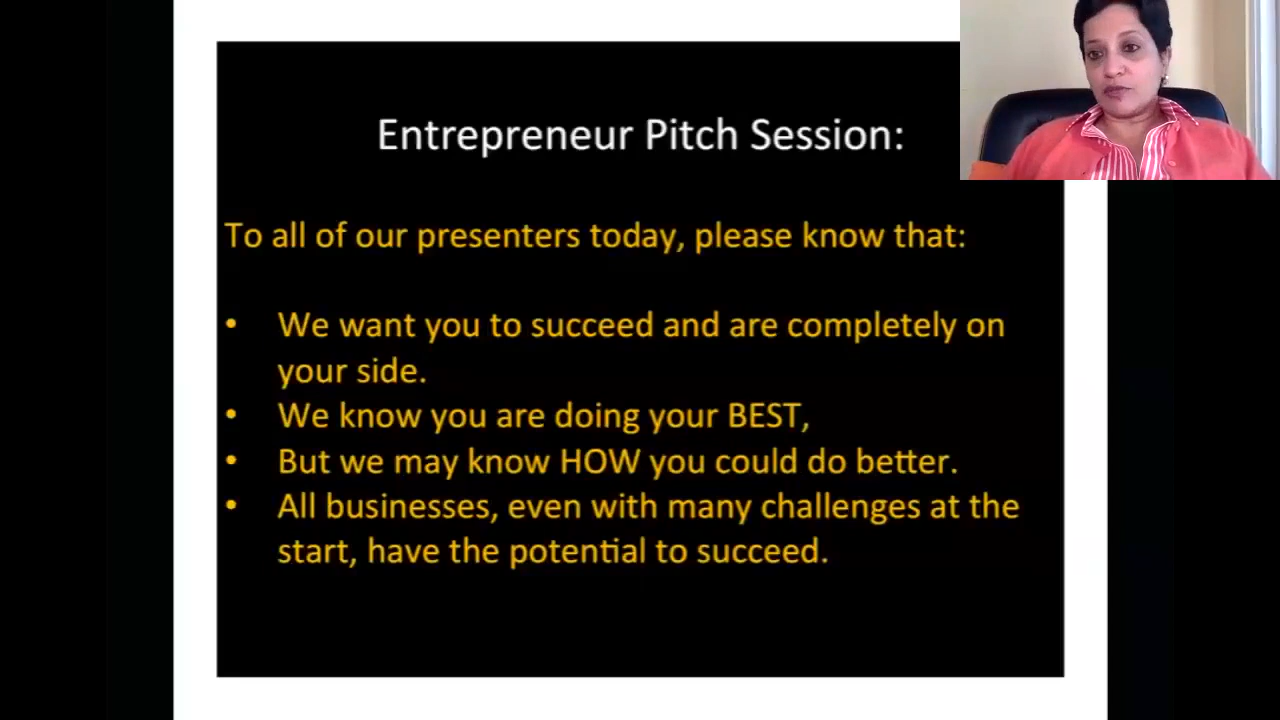 Entrepreneur Pitch Session:
To all of our presenters today, please know that:
• We want you to succeed and are completely on
your side.
• We know you are doing your BEST,
• But we may know HOW you could do better.
• All businesses, even with many challenges at the
start, have the potential to succeed.